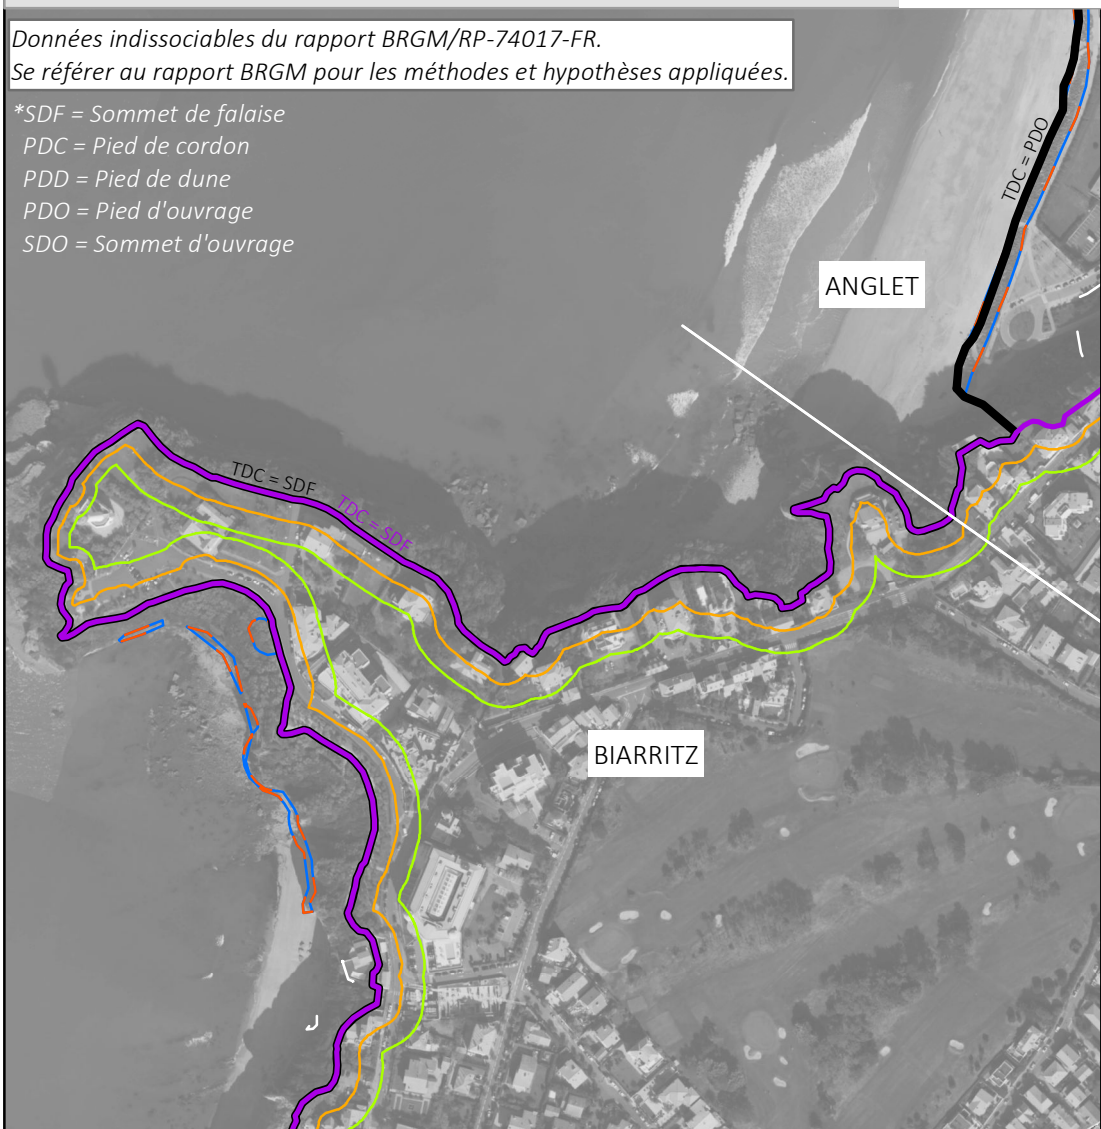 Données indissociables du rapport BRGM/RP-74017-FR.
Se référer au rapport BRGM pour les méthodes et hypothèses appliquées.
*SDF = Sommet de falaise
PDC = Pied de cordon
PDD = Pied de dune
PDO = Pied d'ouvrage
SDO = Sommet d'ouvrage
TDC = PDO
ANGLET
TDC = SDF
TDC = SDF
BIARRITZ